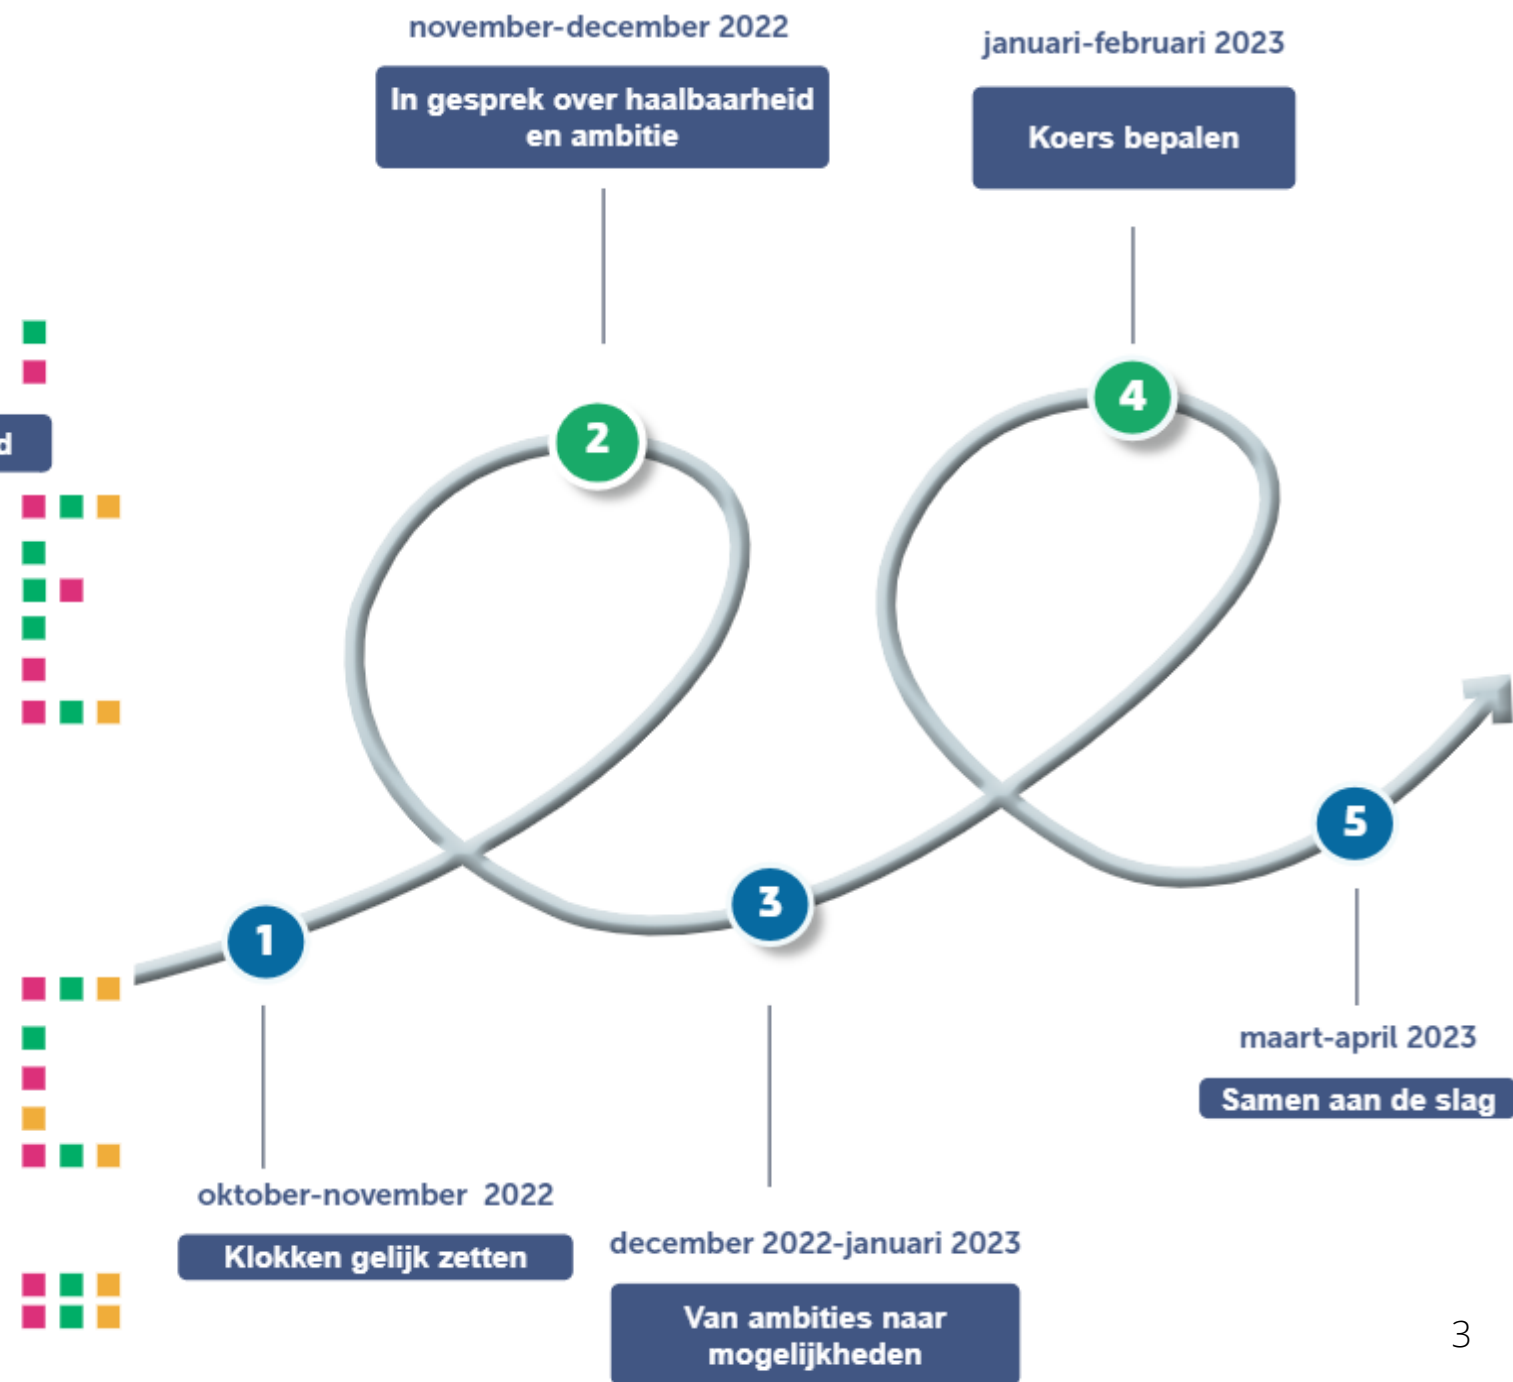 november-december 2022
In gesprek over haalbaarheid
en ambitie
januari-februari 2023
Koers bepalen
d
2
4
1
3
5
maart-april 2023
Samen aan de slag
oktober-november 2022
Klokken gelijk zetten
december 2022-januari 2023
Van ambities naar
mogelijkheden
3